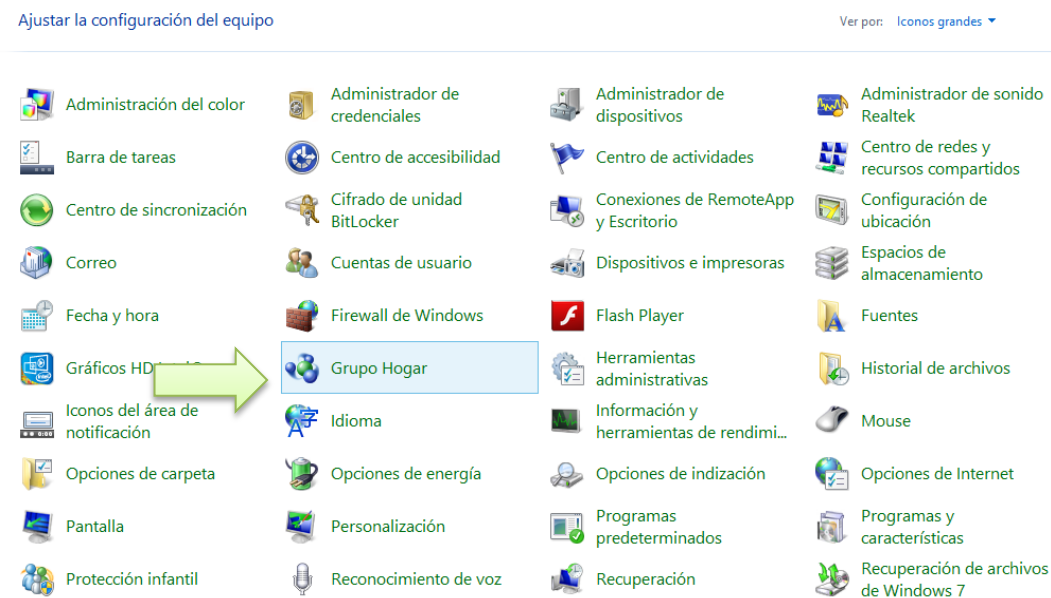 Ajustar la configuración del equipo
Ver por: Iconos grandes
Administración del color
Administrador de
credenciales
Administrador de
dispositivos
Administrador de sonido
Realtek
Barra de tareas
Centro de accesibilidad
Centro de actividades
Centro de redes y
recursos compartidos
Centro de sincronización
Cifrado de unidad
BitLocker
Conexiones de RemoteApp
y Escritorio
Configuración de
ubicación
Correo
Cuentas de usuario
Dispositivos e impresoras
Espacios de
almacenamiento
Fecha y hora
Firewall de Windows
Flash Player
Fuentes
Gráficos HD
Grupo Hogar
Herramientas
administrativas
Historial de archivos
Iconos del área de
notificación
Idioma
Información y
herramientas de rendimi...
Mouse
Opciones de carpeta
Opciones de energía
Opciones de indización
Opciones de Internet
Pantalla
Personalización
Programas
predeterminados
Programas y
características
Protección infantil
Reconocimiento de voz
Recuperación
Recuperación de archivos
de Windows 7